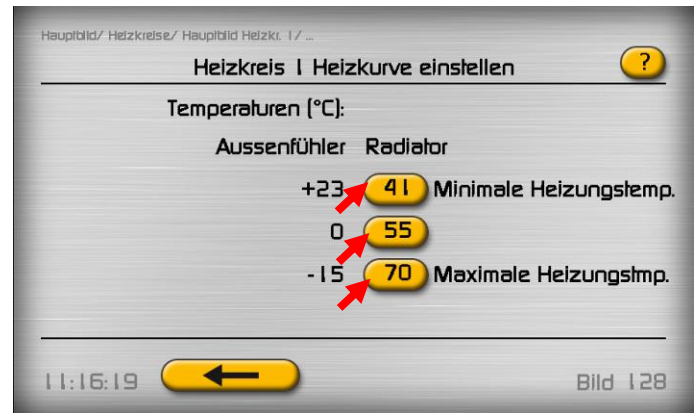 Hauptbild/ Heizkreise/ Hauptbild Heizkr. 1/ ...
Heizkreis 1 Heizkurve einstellen
?
Temperaturen (°C):
Aussenfühler Radiator
+23 41 Minimale Heizungstemp.
0 55
-15 70 Maximale Heizungstmp.
11:16:19 Bild 128